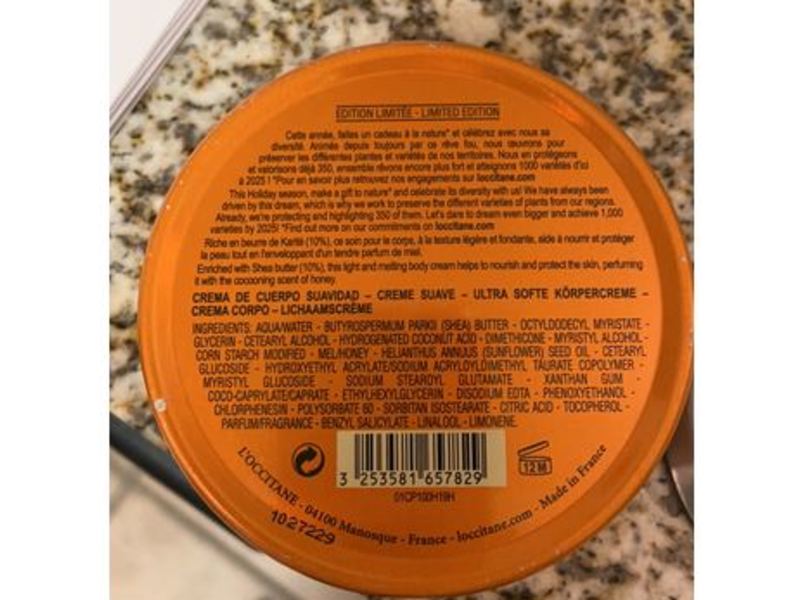 EDITION LIMITÉE - LIMITED EDITION
Cette année, faites un cadeau à la nature* et célébrez avec nous sa
diversité. Animée depuis toujours par ce rêve fou, nous œuvrons pour
préserver les différentes plantes et variétés de nos territoires. Nous en protégeons
et valorisons déjà 350, ensemble rêvons encore plus fort et atteignons 1000 variétés d'ici
à 2025 ! *Pour en savoir plus retrouvez nos engagements sur loccitane.com
This Holiday season, make a gift to nature* and celebrate its diversity with us! We have always been
driven by this dream, which is why we work to preserve the different varieties of plants from our regions.
Already, we're protecting and highlighting 350 of them. Let's dare to dream even bigger and achieve 1,000
varieties by 2025! *Find out more on our commitments on loccitane.com
Riche en beurre de Karité (10%), ce soin pour le corps, à la texture légère et fondante, aide à nourrir et protéger
la peau tout en l'enveloppant d'un tendre parfum de miel.
Enriched with Shea butter (10%), this light and melting body cream helps to nourish and protect the skin, perfuming
it with the cocooning scent of honey.
CREMA DE CUERPO SUAVIDAD – CREME SUAVE – ULTRA SOFTE KÖRPERCREME –
CREMA CORPO – LICHAAMSCRÈME
INGREDIENTS: AQUA/WATER - BUTYROSPERMUM PARKII (SHEA) BUTTER - OCTYLDODECYL MYRISTATE -
GLYCERIN - CETEARYL ALCOHOL - HYDROGENATED COCONUT ACID - DIMETHICONE - MYRISTYL ALCOHOL -
CORN STARCH MODIFIED - MEL/HONEY - HELIANTHUS ANNUUS (SUNFLOWER) SEED OIL - CETEARYL
GLUCOSIDE - HYDROXYETHYL ACRYLATE/SODIUM ACRYLOYLDIMETHYL TAURATE COPOLYMER -
MYRISTYL GLUCOSIDE - SODIUM STEAROYL GLUTAMATE - XANTHAN GUM -
COCO-CAPRYLATE/CAPRATE - ETHYLHEXYLGLYCERIN - DISODIUM EDTA - PHENOXYETHANOL -
CHLORPHENESIN - POLYSORBATE 60 - SORBITAN ISOSTEARATE - CITRIC ACID - TOCOPHEROL -
PARFUM/FRAGRANCE - BENZYL SALICYLATE - LINALOOL - LIMONENE.
3 253581 657829
12M
01CP100H19H
L'OCCITANE - 04100 Manosque - France - loccitane.com - Made in France
1027229